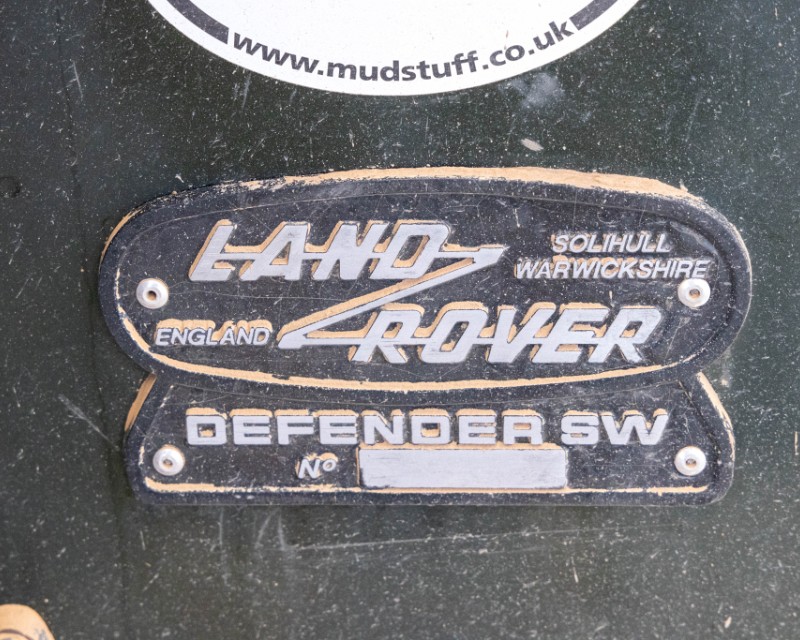 www.mudstuff.co.uk
LAND
SOLIHULL
WARWICKSHIRE
ENGLAND
ROVER
DEFENDER SW
Nº